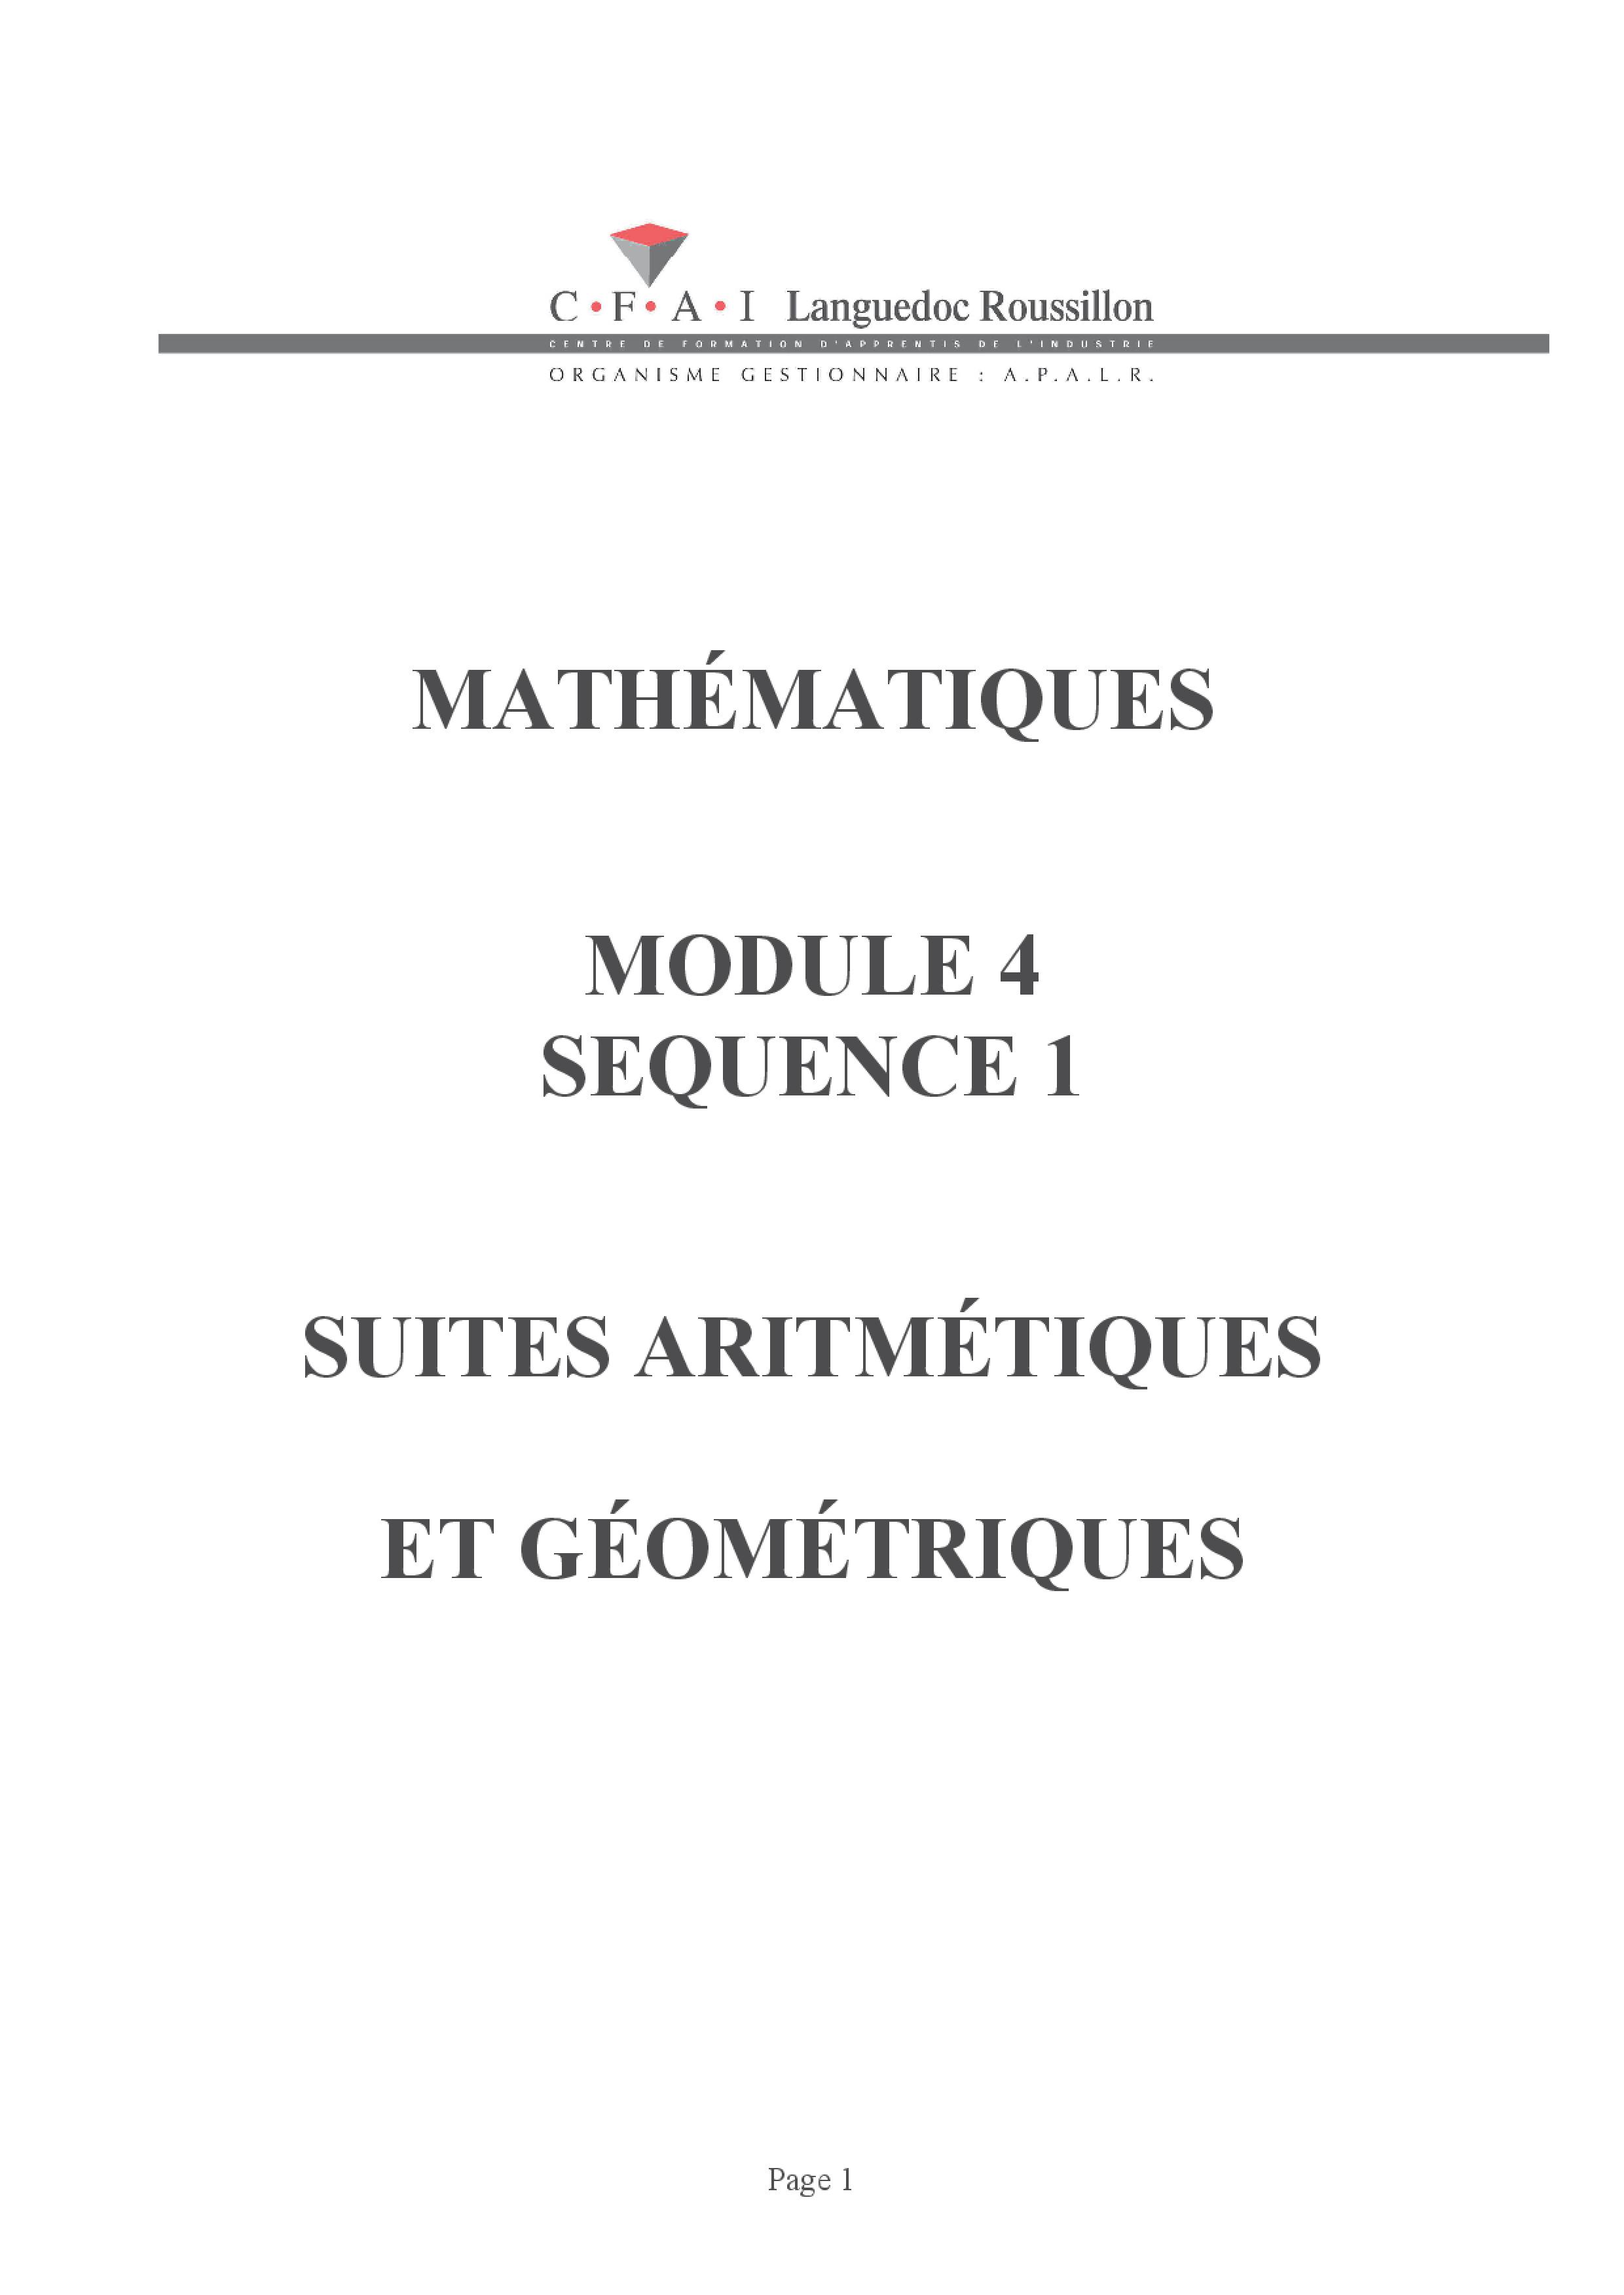 C•F•A•I Languedoc Roussillon
CENTRE DE FORMATION D'APPRENTIS DE L'INDUSTRIE
ORGANISME GESTIONNAIRE : A.P.A.L.R.
MATHÉMATIQUES
MODULE 4
SEQUENCE 1
SUITES ARITMÉTIQUES
ET GÉOMÉTRIQUES
Page 1